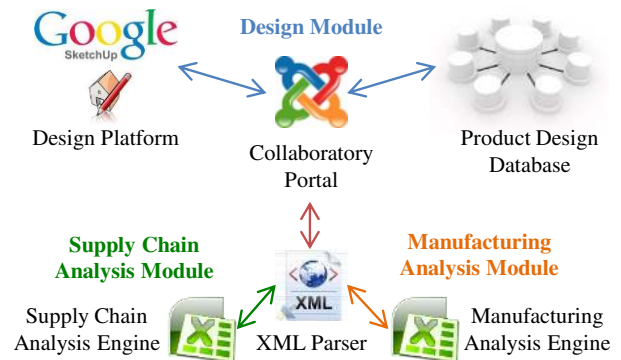 Google
SketchUp
Design Module
Design Platform
Collaboratory
Portal
Product Design
Database
Supply Chain
Analysis Module
Manufacturing
Analysis Module
XML
Supply Chain
Analysis Engine
XML Parser
Manufacturing
Analysis Engine